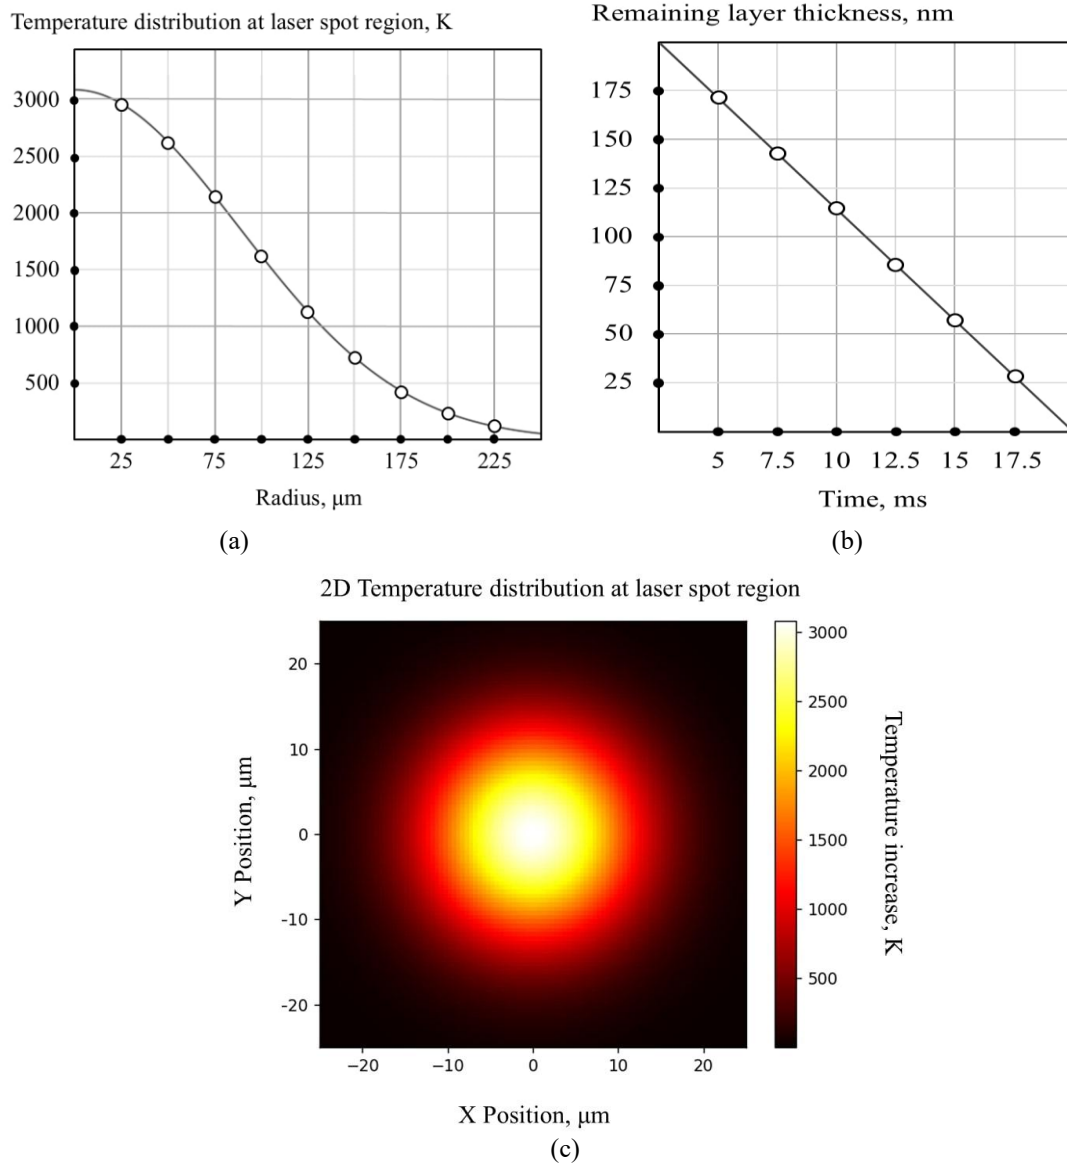 Temperature distribution at laser spot region, K
3000
2500
2000
1500
1000
500
25 75 125 175 225
Radius, μm
(a)
Remaining layer thickness, nm
175
150
125
100
75
50
25
5 7.5 10 12.5 15 17.5
Time, ms
(b)
2D Temperature distribution at laser spot region
20
10
0
-10
-20
Y Position, μm
−20 −10 0 10 20
X Position, μm
3000
2500
2000
1500
1000
500
Temperature increase, K
(c)